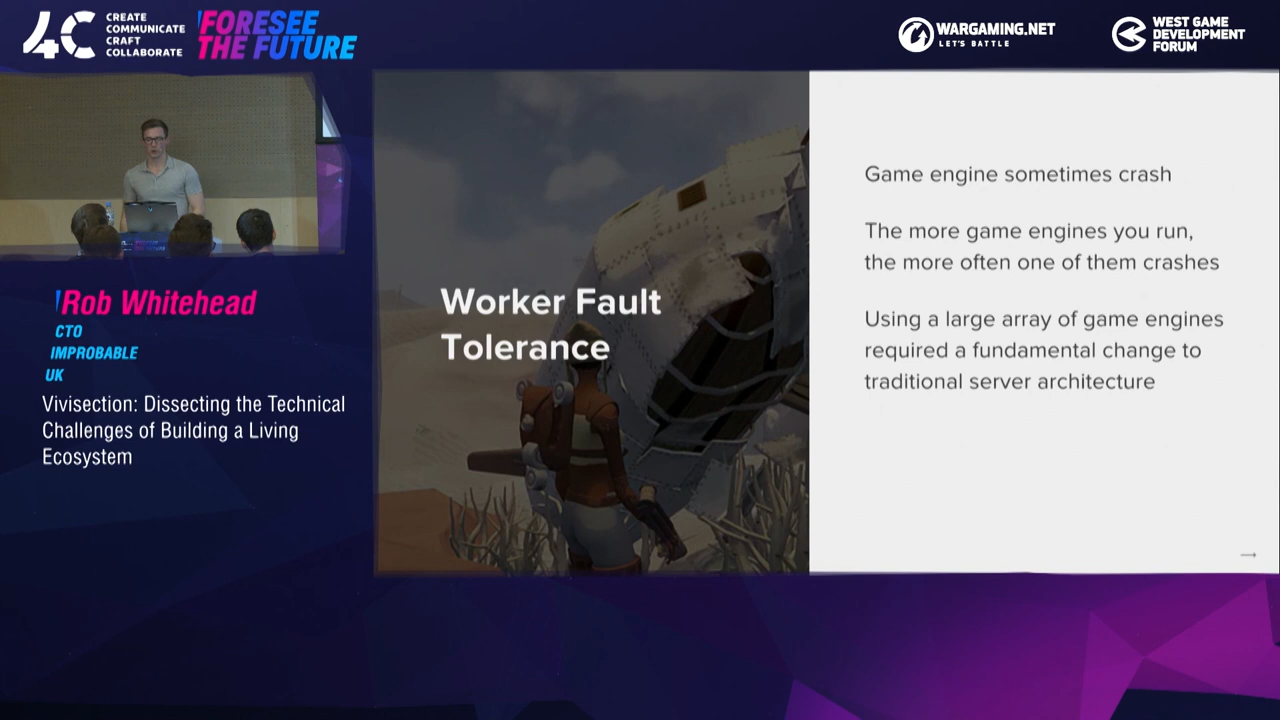 4C
CREATE
COMMUNICATE
CRAFT
COLLABORATE
FORESEE
THE FUTURE
WARGAMING.NET
LET'S BATTLE
WEST GAME
DEVELOPMENT
FORUM
Rob Whitehead
CTO
IMPROBABLE
UK
Vivisection: Dissecting the Technical
Challenges of Building a Living
Ecosystem
Worker Fault
Tolerance
Game engine sometimes crash
The more game engines you run,
the more often one of them crashes
Using a large array of game engines
required a fundamental change to
traditional server architecture